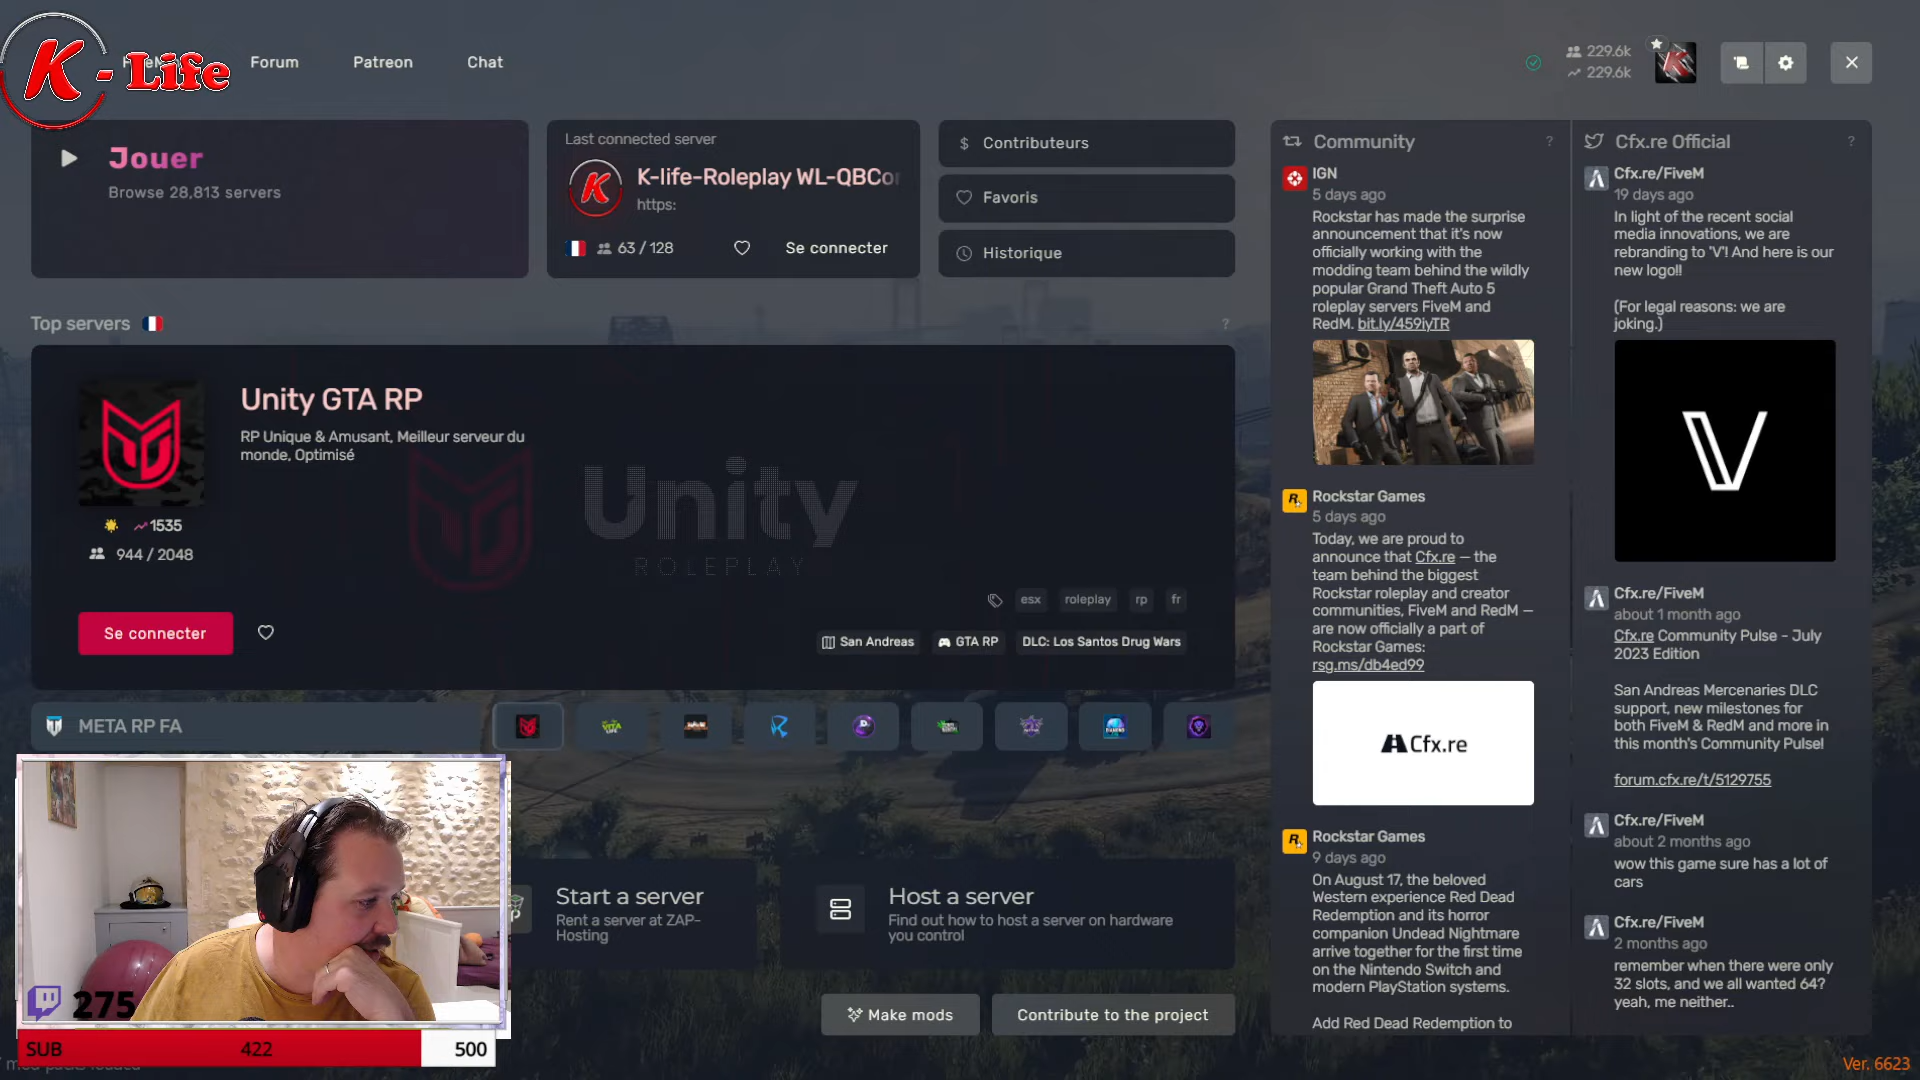 K - Life
Forum
Patreon
Chat
229.6k
229.6k
Jouer
Browse 28,813 servers
Last connected server
K
K-life-Roleplay WL-QBCor
https:
63 / 128
Se connecter
Contributeurs
Favoris
Historique
Top servers
?
Unity GTA RP
RP Unique & Amusant, Meilleur serveur du
monde, Optimisé
Unity
ROLEPLAY
1535
944 / 2048
Se connecter
esx
roleplay
rp
fr
San Andreas
GTA RP
DLC: Los Santos Drug Wars
META RP FA
Start a server
Rent a server at ZAP-
Hosting
Host a server
Find out how to host a server on hardware
you control
Make mods
Contribute to the project
275
SUB
422
500
Community
?
IGN
5 days ago
Rockstar has made the surprise
announcement that it's now
officially working with the
modding team behind the wildly
popular Grand Theft Auto 5
roleplay servers FiveM and
RedM. bit.ly/459iyTR
Rockstar Games
5 days ago
Today, we are proud to
announce that Cfx.re — the
team behind the biggest
Rockstar roleplay and creator
communities, FiveM and RedM —
are now officially a part of
Rockstar Games:
rsg.ms/db4ed99
Cfx.re
Rockstar Games
9 days ago
On August 17, the beloved
Western experience Red Dead
Redemption and its horror
companion Undead Nightmare
arrive together for the first time
on the Nintendo Switch and
modern PlayStation systems.
Add Red Dead Redemption to
Cfx.re Official
?
Cfx.re/FiveM
19 days ago
In light of the recent social
media innovations, we are
rebranding to 'V'! And here is our
new logo!!
(For legal reasons: we are
joking.)
V
Cfx.re/FiveM
about 1 month ago
Cfx.re Community Pulse - July
2023 Edition
San Andreas Mercenaries DLC
support, new milestones for
both FiveM & RedM and more in
this month's Community Pulse!
forum.cfx.re/t/5129755
Cfx.re/FiveM
about 2 months ago
wow this game sure has a lot of
cars
Cfx.re/FiveM
2 months ago
remember when there were only
32 slots, and we all wanted 64?
yeah, me neither..
Ver. 6623